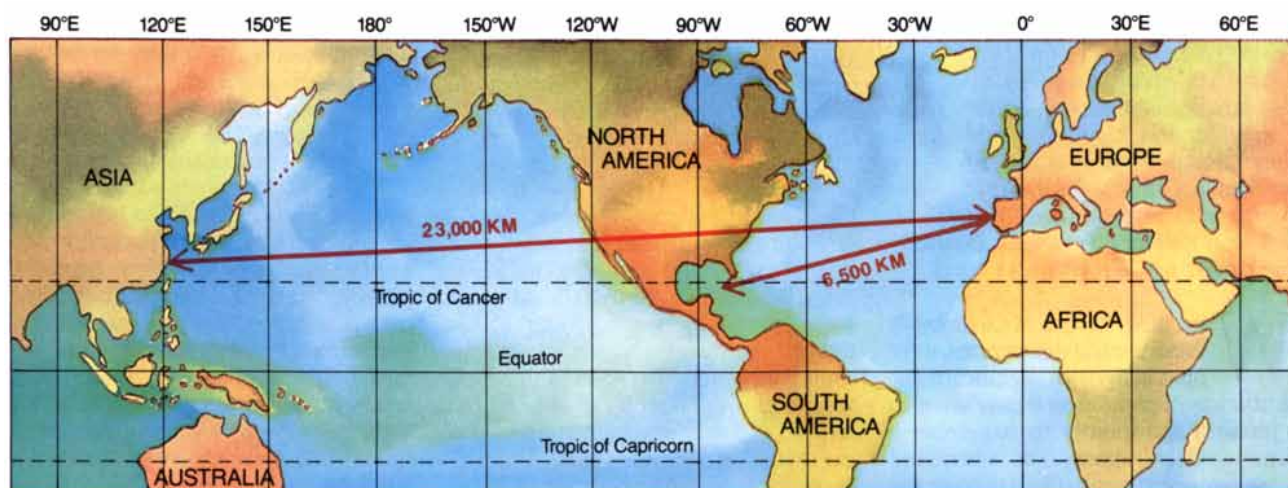 90°E 120°E 150°E 180° 150°W 120°W 90°W 60°W 30°W 0° 30°E 60°E
NORTH
AMERICA
ASIA
EUROPE
23,000 KM
6,500 KM
Tropic of Cancer
AFRICA
Equator
SOUTH
AMERICA
Tropic of Capricorn
AUSTRALIA